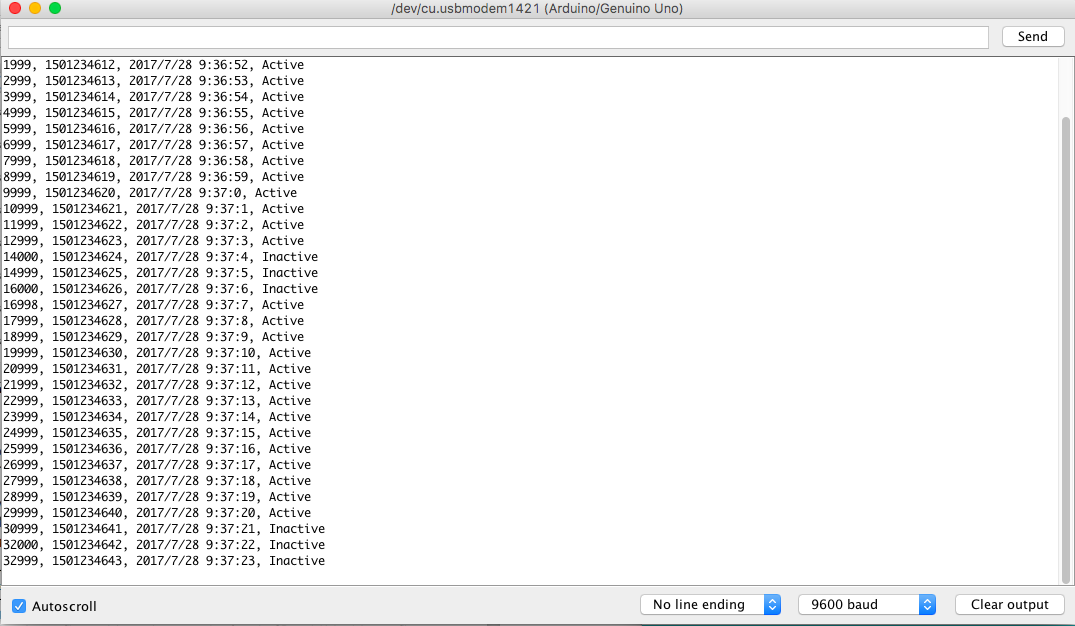 /dev/cu.usbmodem1421 (Arduino/Genuino Uno)
Send
1999, 1501234612, 2017/7/28 9:36:52, Active
2999, 1501234613, 2017/7/28 9:36:53, Active
3999, 1501234614, 2017/7/28 9:36:54, Active
4999, 1501234615, 2017/7/28 9:36:55, Active
5999, 1501234616, 2017/7/28 9:36:56, Active
6999, 1501234617, 2017/7/28 9:36:57, Active
7999, 1501234618, 2017/7/28 9:36:58, Active
8999, 1501234619, 2017/7/28 9:36:59, Active
9999, 1501234620, 2017/7/28 9:37:0, Active
10999, 1501234621, 2017/7/28 9:37:1, Active
11999, 1501234622, 2017/7/28 9:37:2, Active
12999, 1501234623, 2017/7/28 9:37:3, Active
14000, 1501234624, 2017/7/28 9:37:4, Inactive
14999, 1501234625, 2017/7/28 9:37:5, Inactive
16000, 1501234626, 2017/7/28 9:37:6, Inactive
16998, 1501234627, 2017/7/28 9:37:7, Active
17999, 1501234628, 2017/7/28 9:37:8, Active
18999, 1501234629, 2017/7/28 9:37:9, Active
19999, 1501234630, 2017/7/28 9:37:10, Active
20999, 1501234631, 2017/7/28 9:37:11, Active
21999, 1501234632, 2017/7/28 9:37:12, Active
22999, 1501234633, 2017/7/28 9:37:13, Active
23999, 1501234634, 2017/7/28 9:37:14, Active
24999, 1501234635, 2017/7/28 9:37:15, Active
25999, 1501234636, 2017/7/28 9:37:16, Active
26999, 1501234637, 2017/7/28 9:37:17, Active
27999, 1501234638, 2017/7/28 9:37:18, Active
28999, 1501234639, 2017/7/28 9:37:19, Active
29999, 1501234640, 2017/7/28 9:37:20, Active
30999, 1501234641, 2017/7/28 9:37:21, Inactive
32000, 1501234642, 2017/7/28 9:37:22, Inactive
32999, 1501234643, 2017/7/28 9:37:23, Inactive
Autoscroll
No line ending
9600 baud
Clear output